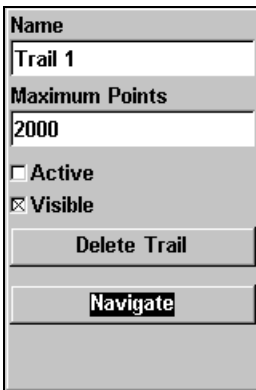 Name
Trail 1
Maximum Points
2000
Active
Visible
Delete Trail
Navigate